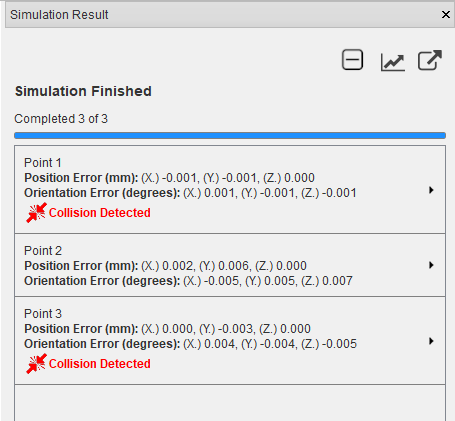 Simulation Result
Simulation Finished
Completed 3 of 3
Point 1
Position Error (mm): (X.) -0.001, (Y.) -0.001, (Z.) 0.000
Orientation Error (degrees): (X.) 0.001, (Y.) -0.001, (Z.) -0.001
Collision Detected
Point 2
Position Error (mm): (X.) 0.002, (Y.) 0.006, (Z.) 0.000
Orientation Error (degrees): (X.) -0.005, (Y.) 0.005, (Z.) 0.007
Point 3
Position Error (mm): (X.) 0.000, (Y.) -0.003, (Z.) 0.000
Orientation Error (degrees): (X.) 0.004, (Y.) -0.004, (Z.) -0.005
Collision Detected